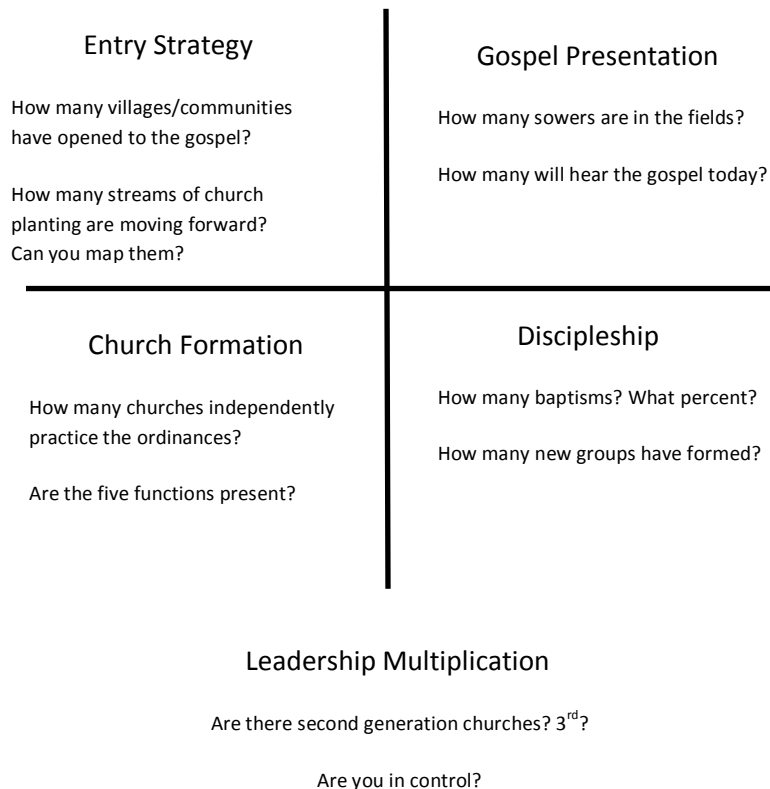 Entry Strategy
How many villages/communities
have opened to the gospel?
How many streams of church
planting are moving forward?
Can you map them?
Gospel Presentation
How many sowers are in the fields?
How many will hear the gospel today?
Church Formation
How many churches independently
practice the ordinances?
Are the five functions present?
Discipleship
How many baptisms? What percent?
How many new groups have formed?
Leadership Multiplication
Are there second generation churches? 3rd?
Are you in control?